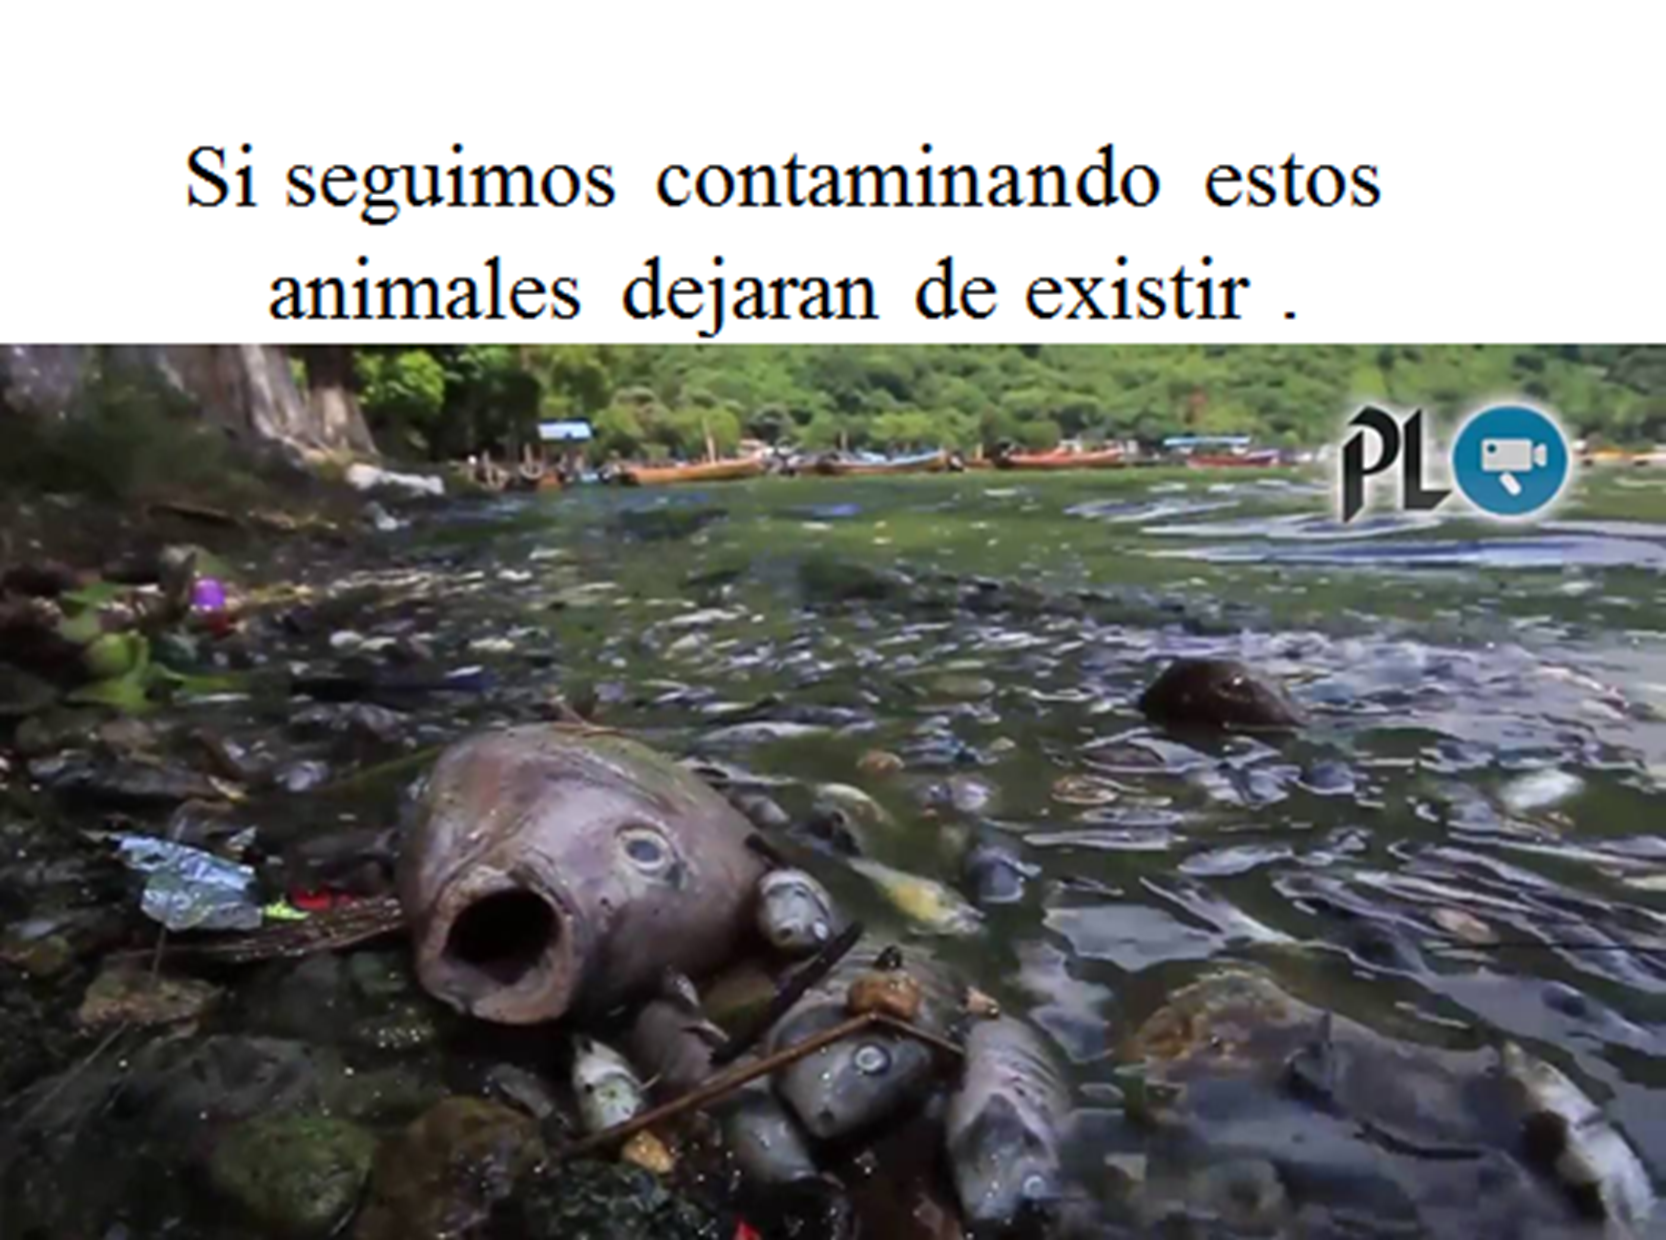 Si seguimos contaminando estos
animales dejaran de existir .
PL